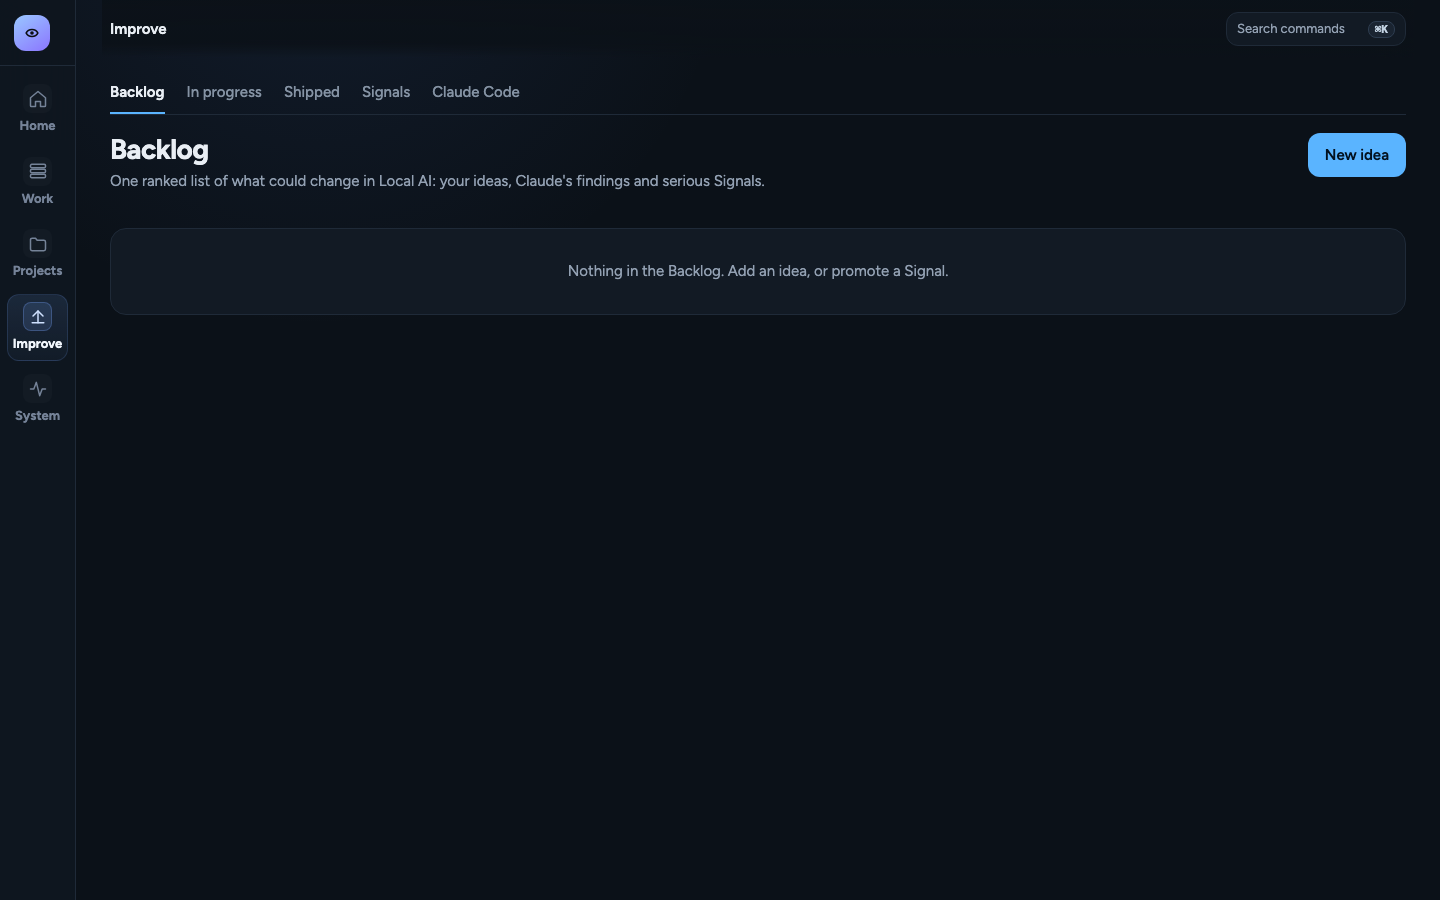 Improve
Search commands ⌘K
Backlog In progress Shipped Signals Claude Code
Backlog
One ranked list of what could change in Local AI: your ideas, Claude's findings and serious Signals.
New idea
Nothing in the Backlog. Add an idea, or promote a Signal.
Home
Work
Projects
Improve
System